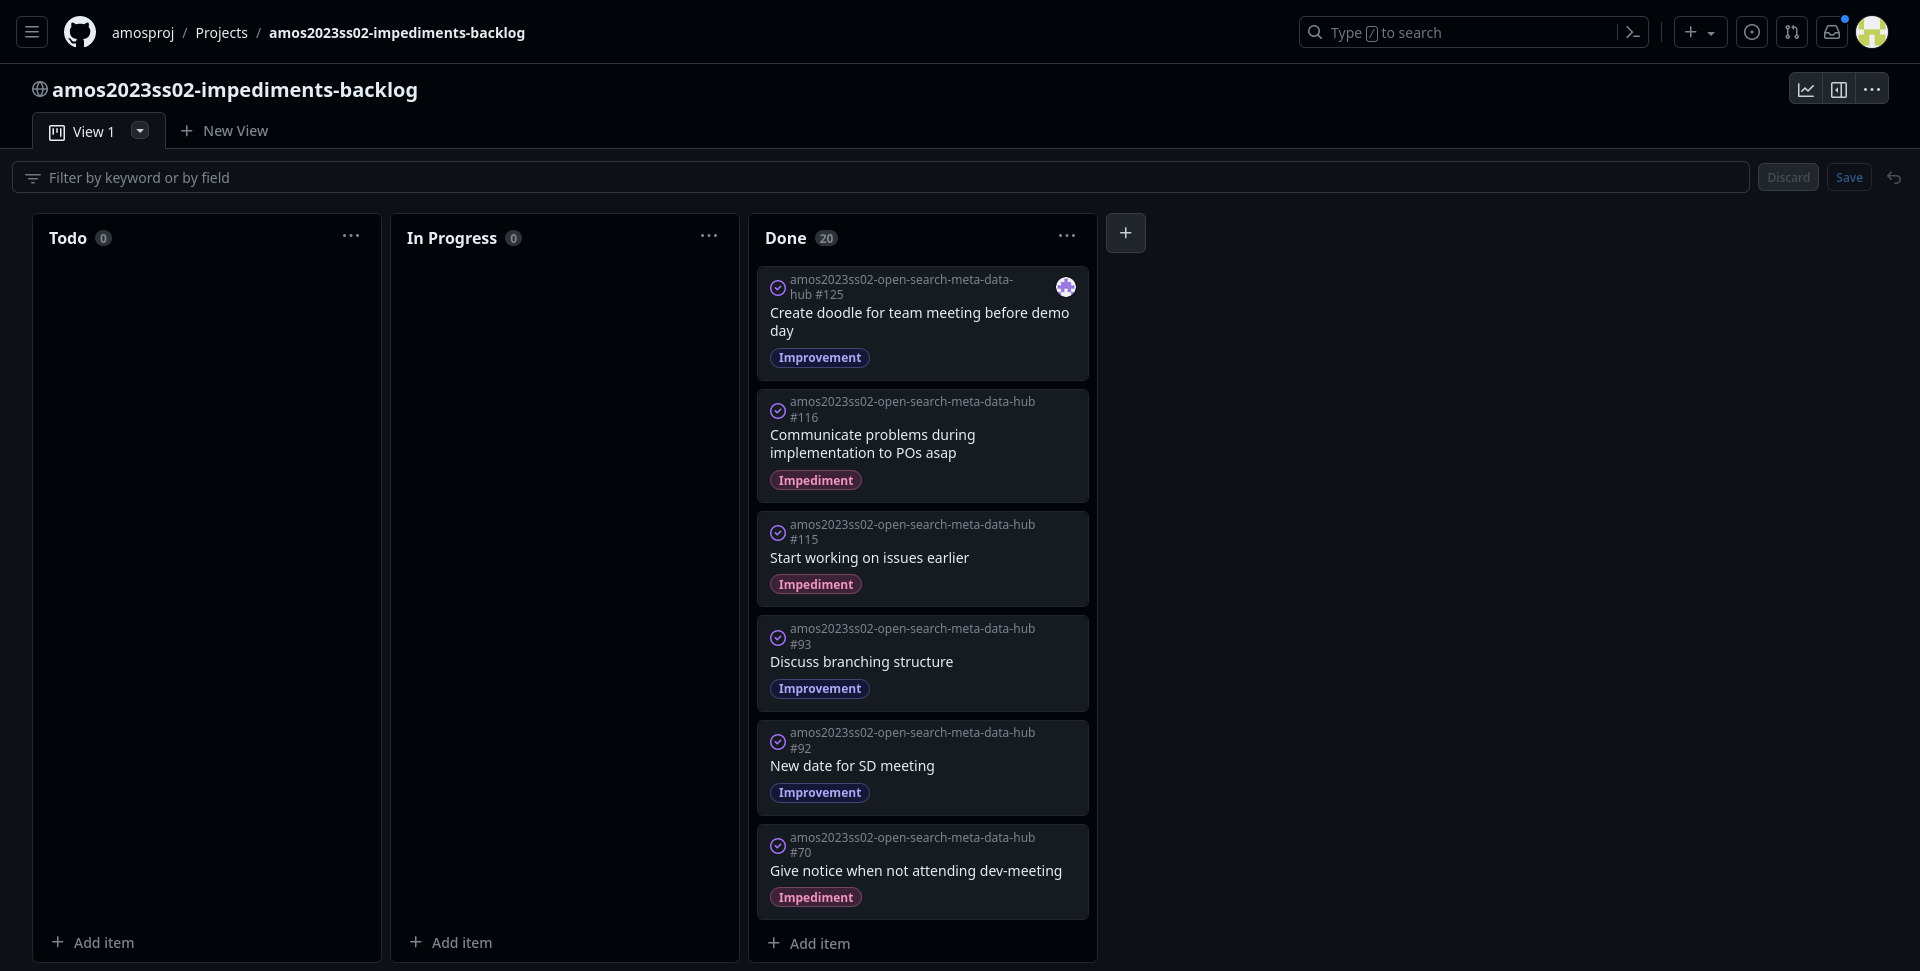 amosproj / Projects / amos2023ss02-impediments-backlog
Type / to search
amos2023ss02-impediments-backlog
View 1
New View
Filter by keyword or by field
Discard
Save
Todo 0
Add item
In Progress 0
Add item
Done 20
amos2023ss02-open-search-meta-data-
hub #125
Create doodle for team meeting before demo
day
Improvement
amos2023ss02-open-search-meta-data-hub
#116
Communicate problems during
implementation to POs asap
Impediment
amos2023ss02-open-search-meta-data-hub
#115
Start working on issues earlier
Impediment
amos2023ss02-open-search-meta-data-hub
#93
Discuss branching structure
Improvement
amos2023ss02-open-search-meta-data-hub
#92
New date for SD meeting
Improvement
amos2023ss02-open-search-meta-data-hub
#70
Give notice when not attending dev-meeting
Impediment
Add item